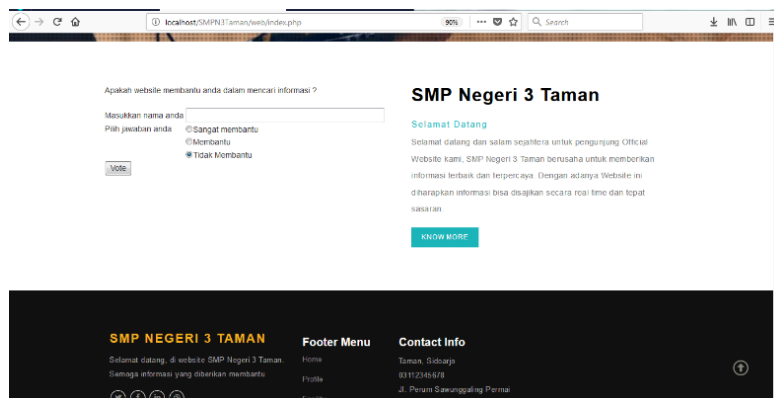 localhost/SMPN3Taman/web/index.php
90%
Search
Apakah website membantu anda dalam mencari informasi ?
Masukkan nama anda
Pilih jawaban anda
Sangat membantu
Membantu
Tidak Membantu
Vote
SMP Negeri 3 Taman
Selamat Datang
Selamat datang dan salam sejahtera untuk pengunjung Official
Website kami, SMP Negeri 3 Taman berusaha untuk memberikan
informasi terbaik dan terpercaya. Dengan adanya Website ini
diharapkan informasi bisa disajikan secara real time dan tepat
sasaran
KNOW MORE
SMP NEGERI 3 TAMAN
Selamat datang, di website SMP Negeri 3 Taman.
Semoga informasi yang diberikan membantu
Footer Menu
Home
Profile
Contact Info
Taman, Sidoarjo
03112345678
Jl. Perum Sawunggaling Permai